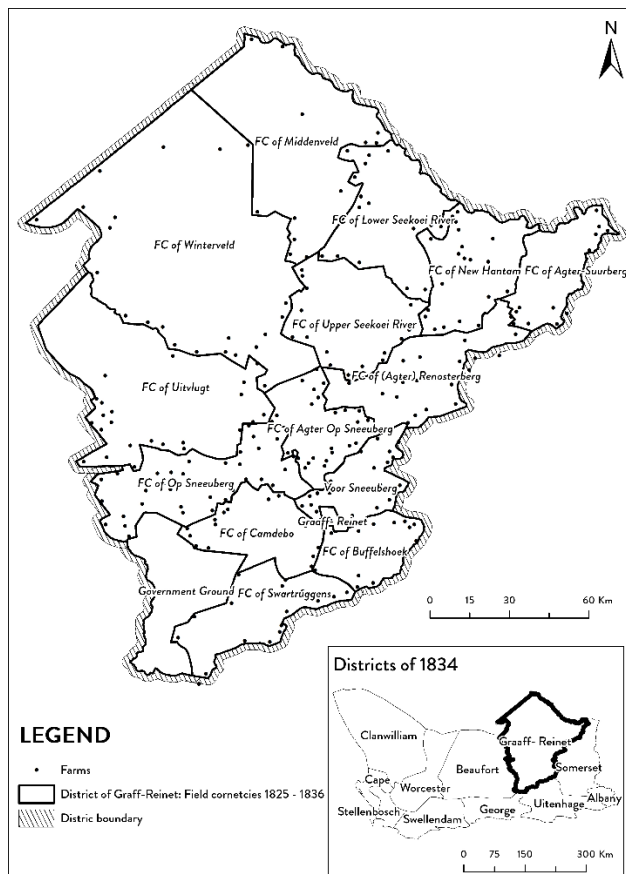 N
FC of Middenveld
FC of Lower Seekoei River
FC of Winterveld
FC of New Hantam
FC of Agter-Suurberg
FC of Upper Seekoei River
FC of (Agter) Renosterberg
FC of Uitvlugt
FC of Agter Op Sneeuberg
FC of Op Sneeuberg
Voor Sneeuberg
Graaff- Reinet
FC of Camdebo
FC of Buffelshoek
Government Ground
FC of Swartrûggens
0 15 30 60 Km
Districts of 1834
Clanwilliam
Graaff- Reinet
Beaufort
Somerset
Cape
Worcester
Albany
Uitenhage
George
Stellenbosch
Swellendam
0 75 150 300 Km
LEGEND
Farms
District of Graff-Reinet: Field cornetcies 1825 - 1836
Distric boundary